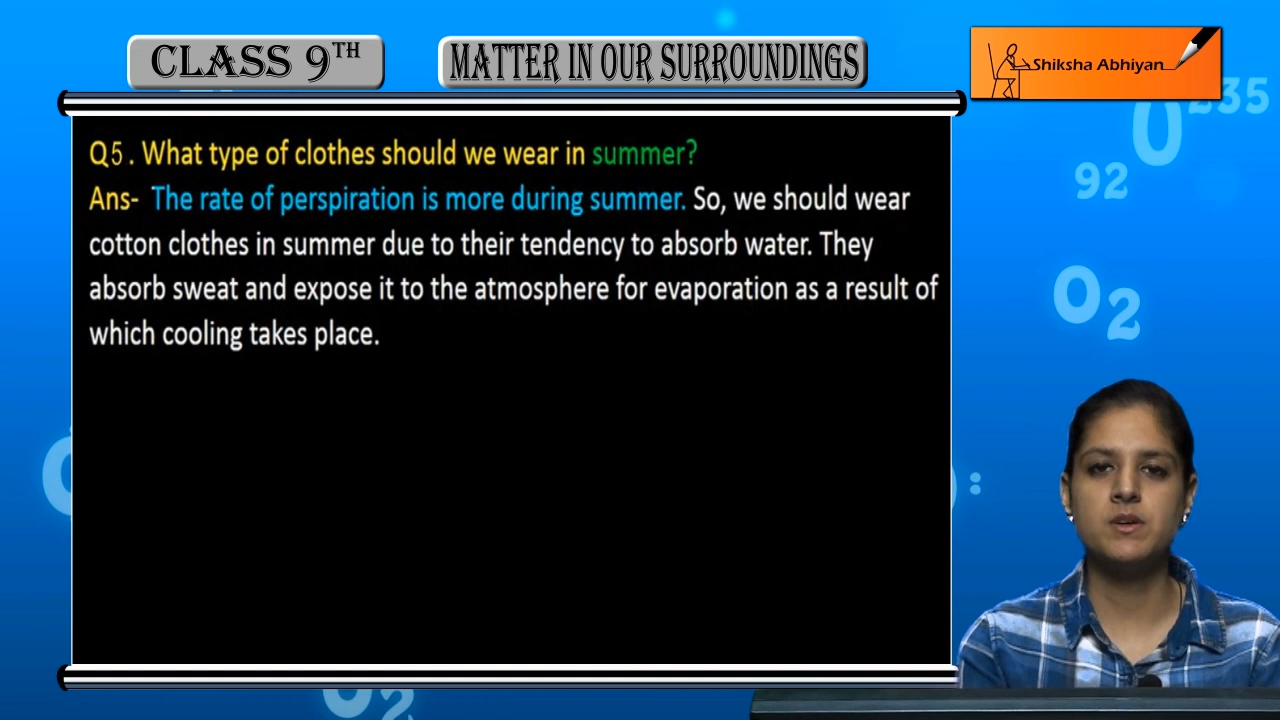 CLASS 9TH
MATTER IN OUR SURROUNDINGS
Shiksha Abhiyan
Q5. What type of clothes should we wear in summer?
Ans- The rate of perspiration is more during summer. So, we should wear
cotton clothes in summer due to their tendency to absorb water. They
absorb sweat and expose it to the atmosphere for evaporation as a result of
which cooling takes place.
0 235
92
O2
O2